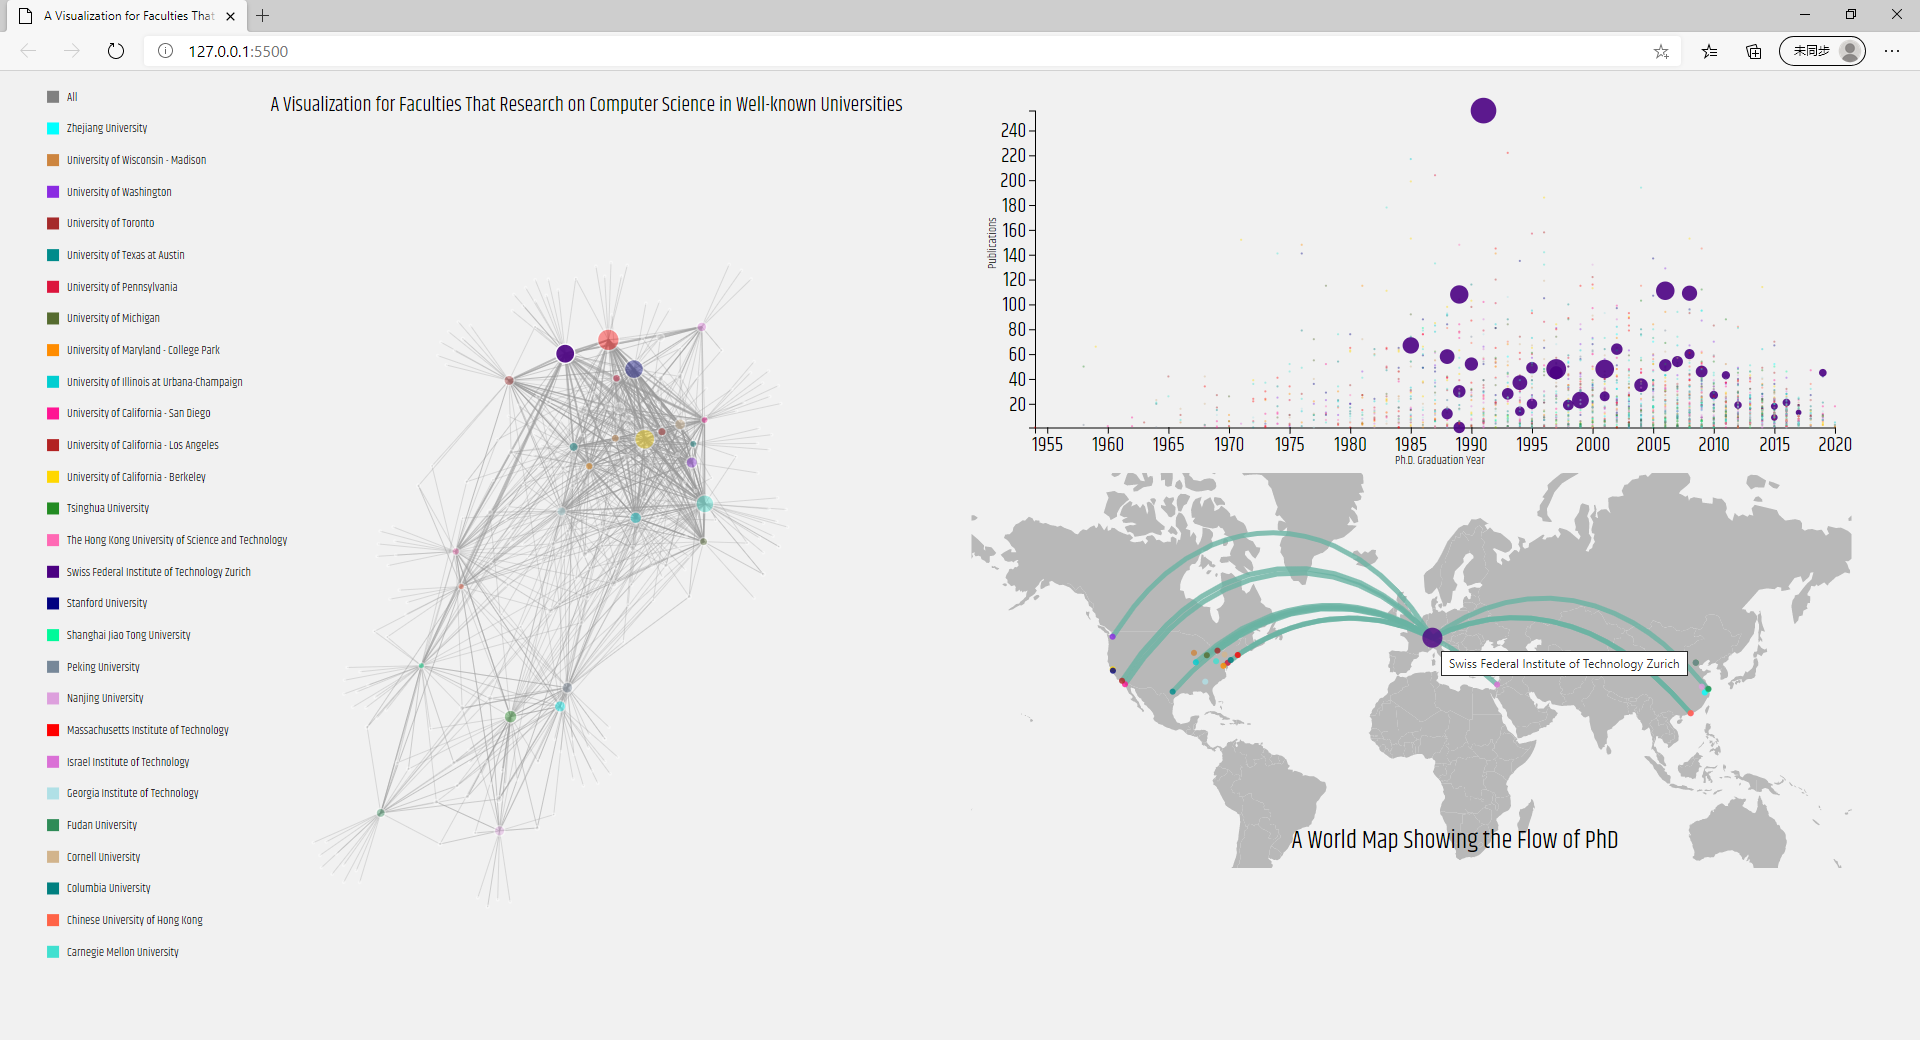 A Visualization for Faculties That
127.0.0.1:5500
未同步
All
Zhejiang University
University of Wisconsin - Madison
University of Washington
University of Toronto
University of Texas at Austin
University of Pennsylvania
University of Michigan
University of Maryland - College Park
University of Illinois at Urbana-Champaign
University of California - San Diego
University of California - Los Angeles
University of California - Berkeley
Tsinghua University
The Hong Kong University of Science and Technology
Swiss Federal Institute of Technology Zurich
Stanford University
Shanghai Jiao Tong University
Peking University
Nanjing University
Massachusetts Institute of Technology
Israel Institute of Technology
Georgia Institute of Technology
Fudan University
Cornell University
Columbia University
Chinese University of Hong Kong
Carnegie Mellon University
A Visualization for Faculties That Research on Computer Science in Well-known Universities
240
220
200
180
160
140
120
100
80
60
40
20
Publications
1955 1960 1965 1970 1975 1980 1985 1990 1995 2000 2005 2010 2015 2020
Ph.D. Graduation Year
Swiss Federal Institute of Technology Zurich
A World Map Showing the Flow of PhD